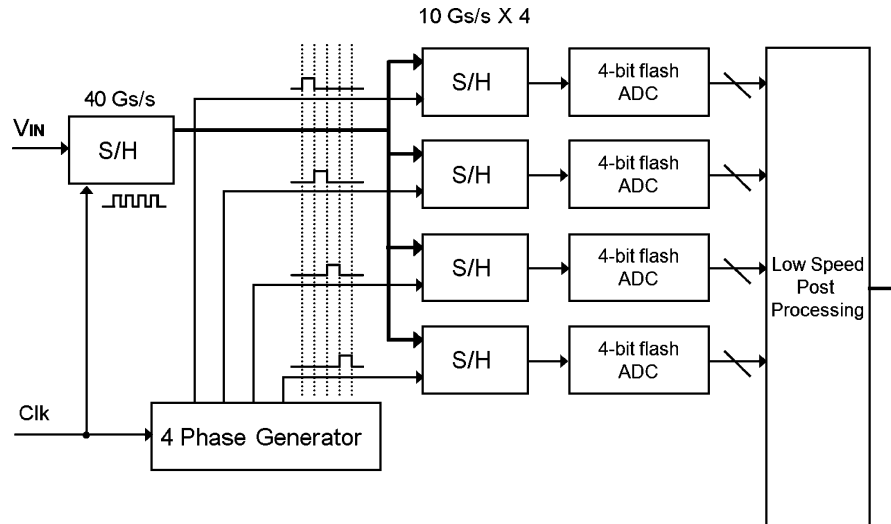 10 Gs/s X 4
40 Gs/s
VIN
S/H
S/H
4-bit flash
ADC
S/H
4-bit flash
ADC
S/H
4-bit flash
ADC
S/H
4-bit flash
ADC
Low Speed
Post
Processing
Clk
4 Phase Generator